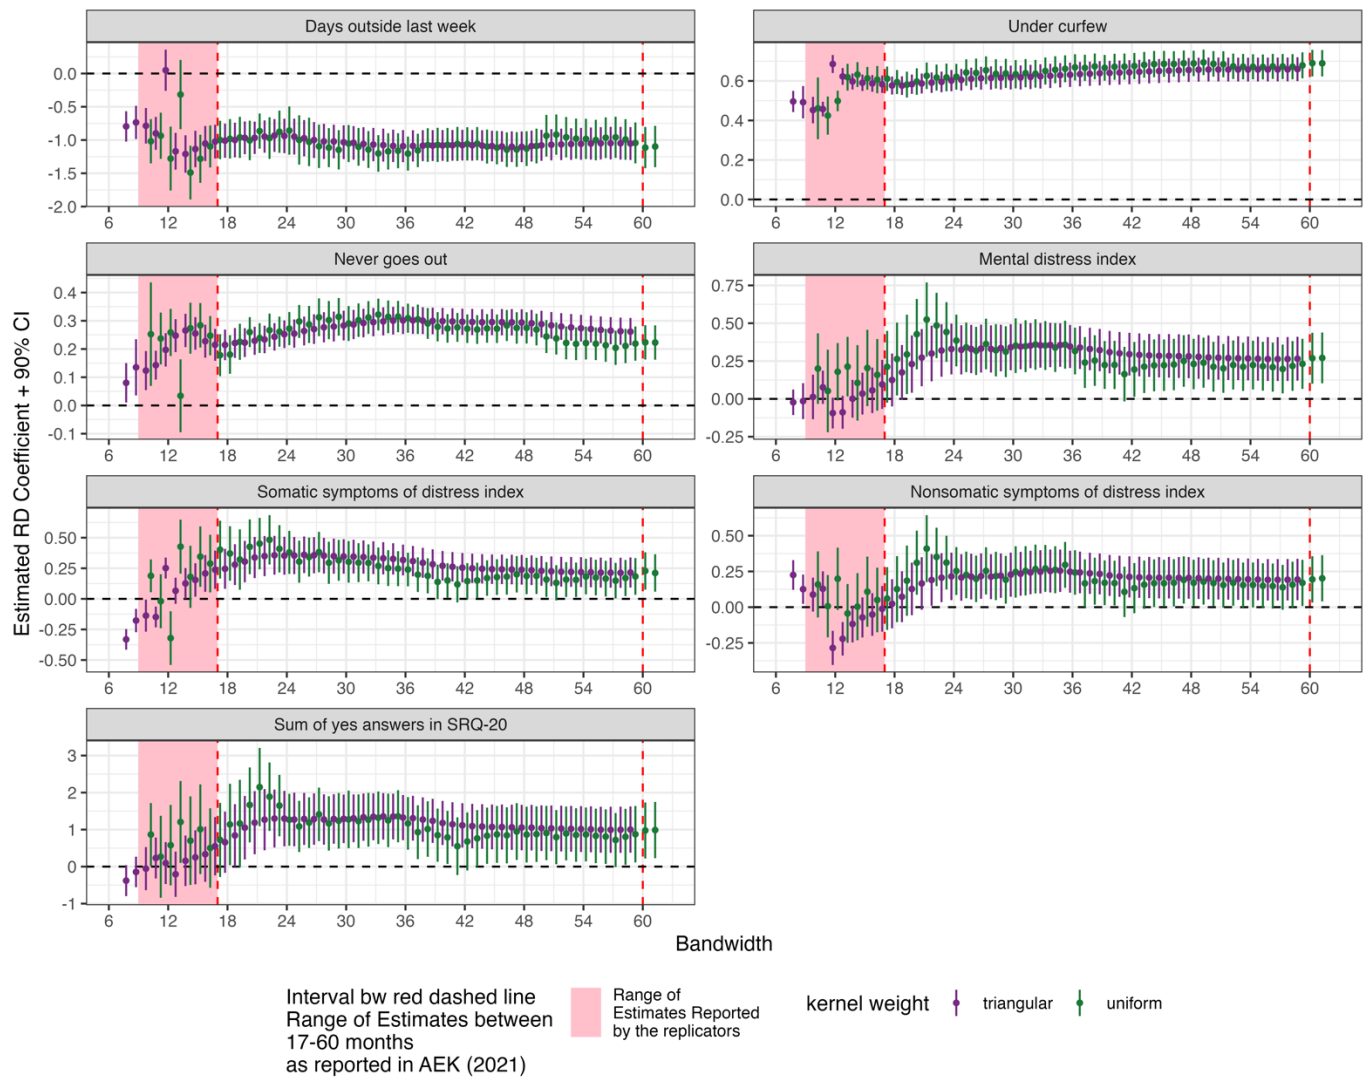 Days outside last week
0.0
-0.5
-1.0
-1.5
-2.0
6 12 18 24 30 36 42 48 54 60
Under curfew
0.6
0.4
0.2
0.0
6 12 18 24 30 36 42 48 54 60
Never goes out
0.4
0.3
0.2
0.1
0.0
-0.1
6 12 18 24 30 36 42 48 54 60
Mental distress index
0.75
0.50
0.25
0.00
-0.25
6 12 18 24 30 36 42 48 54 60
Estimated RD Coefficient + 90% CI
Somatic symptoms of distress index
0.50
0.25
0.00
-0.25
-0.50
6 12 18 24 30 36 42 48 54 60
Nonsomatic symptoms of distress index
0.50
0.25
0.00
-0.25
6 12 18 24 30 36 42 48 54 60
Sum of yes answers in SRQ-20
3
2
1
0
-1
6 12 18 24 30 36 42 48 54 60
Bandwidth
Interval bw red dashed line
Range of Estimates between
17-60 months
as reported in AEK (2021)
Range of
Estimates Reported
by the replicators
kernel weight triangular uniform